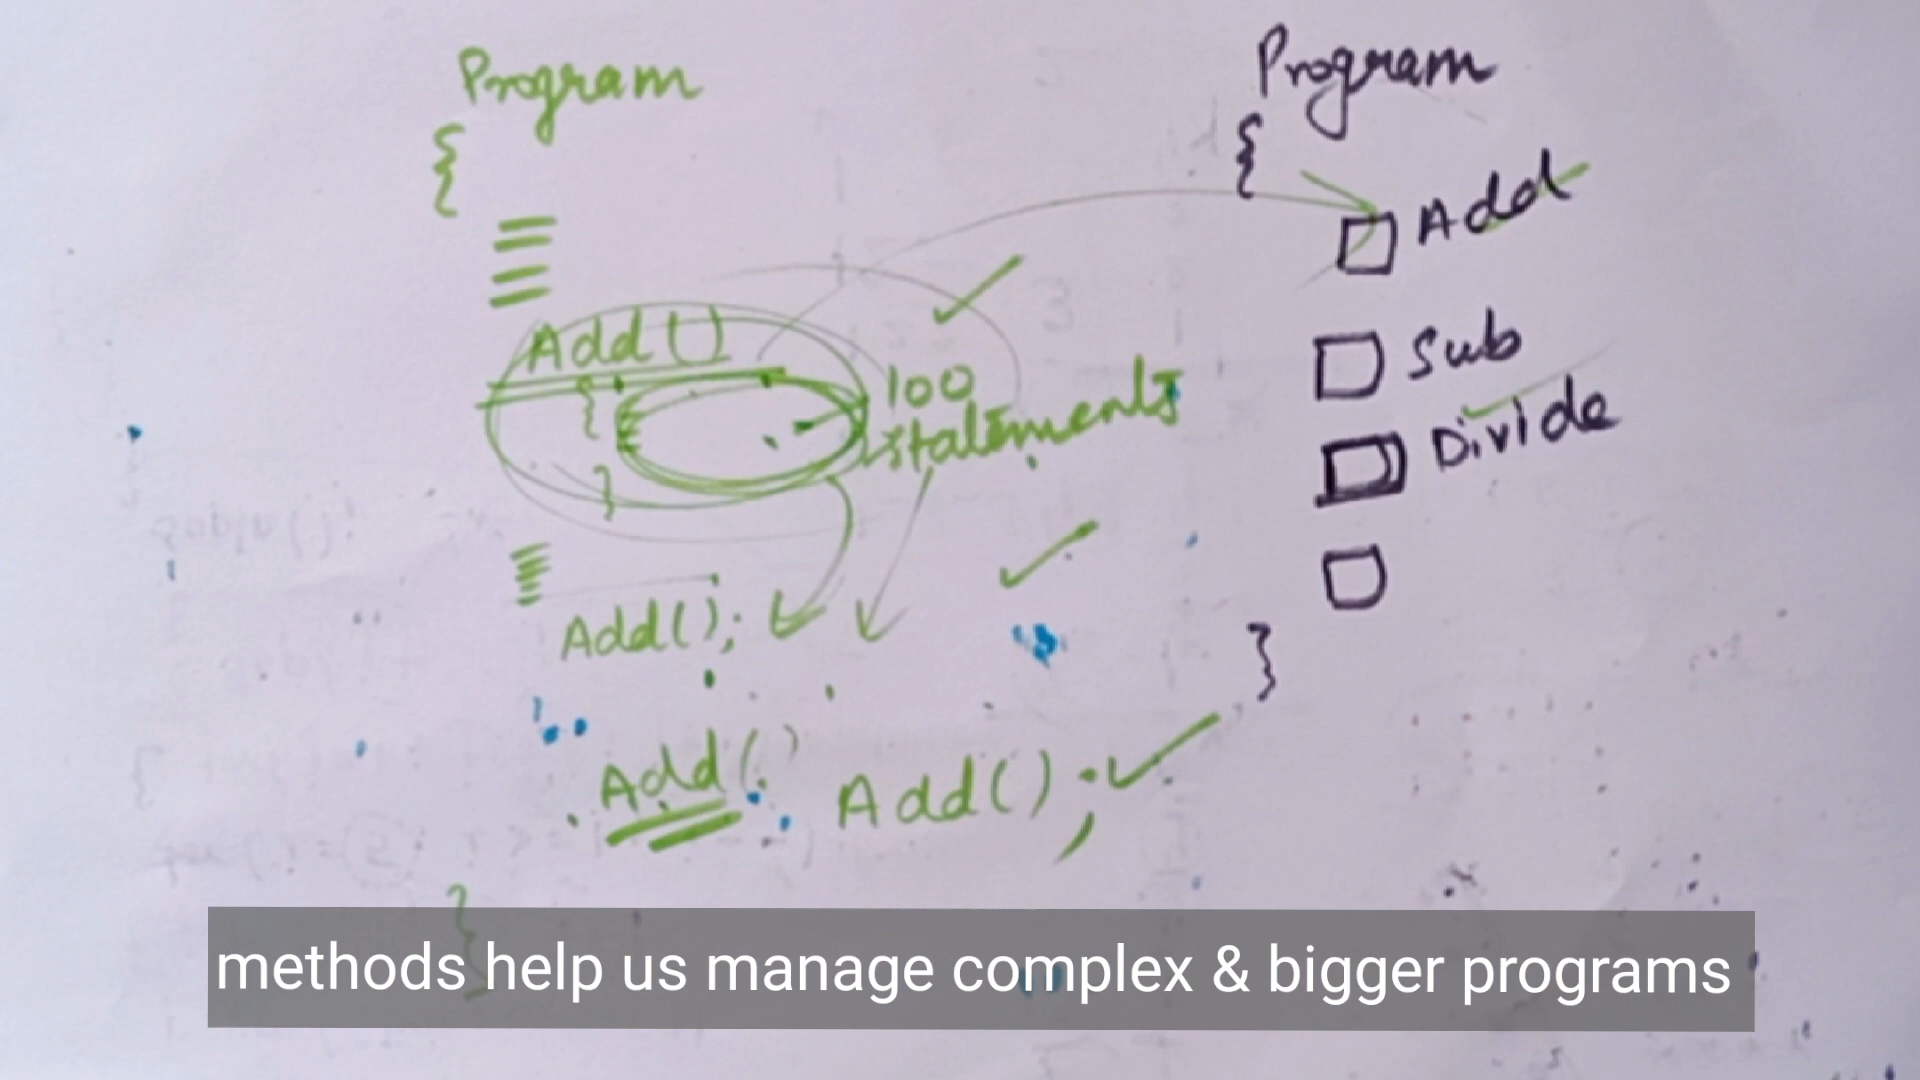 Program
{
Add ()
{
100
statements
}
Add();
Add()
Add();
}
Program
{
Add
Sub
Divide
}
methods help us manage complex & bigger programs